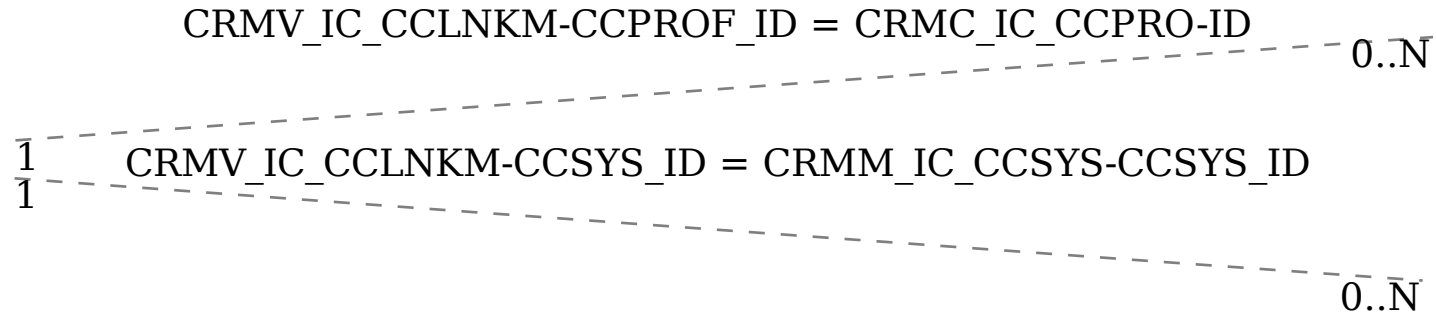 CRMV_IC_CCLNKM-CCPROF_ID = CRMC_IC_CCPRO-ID
0..N
1
CRMV_IC_CCLNKM-CCSYS_ID = CRMM_IC_CCSYS-CCSYS_ID
1
0..N